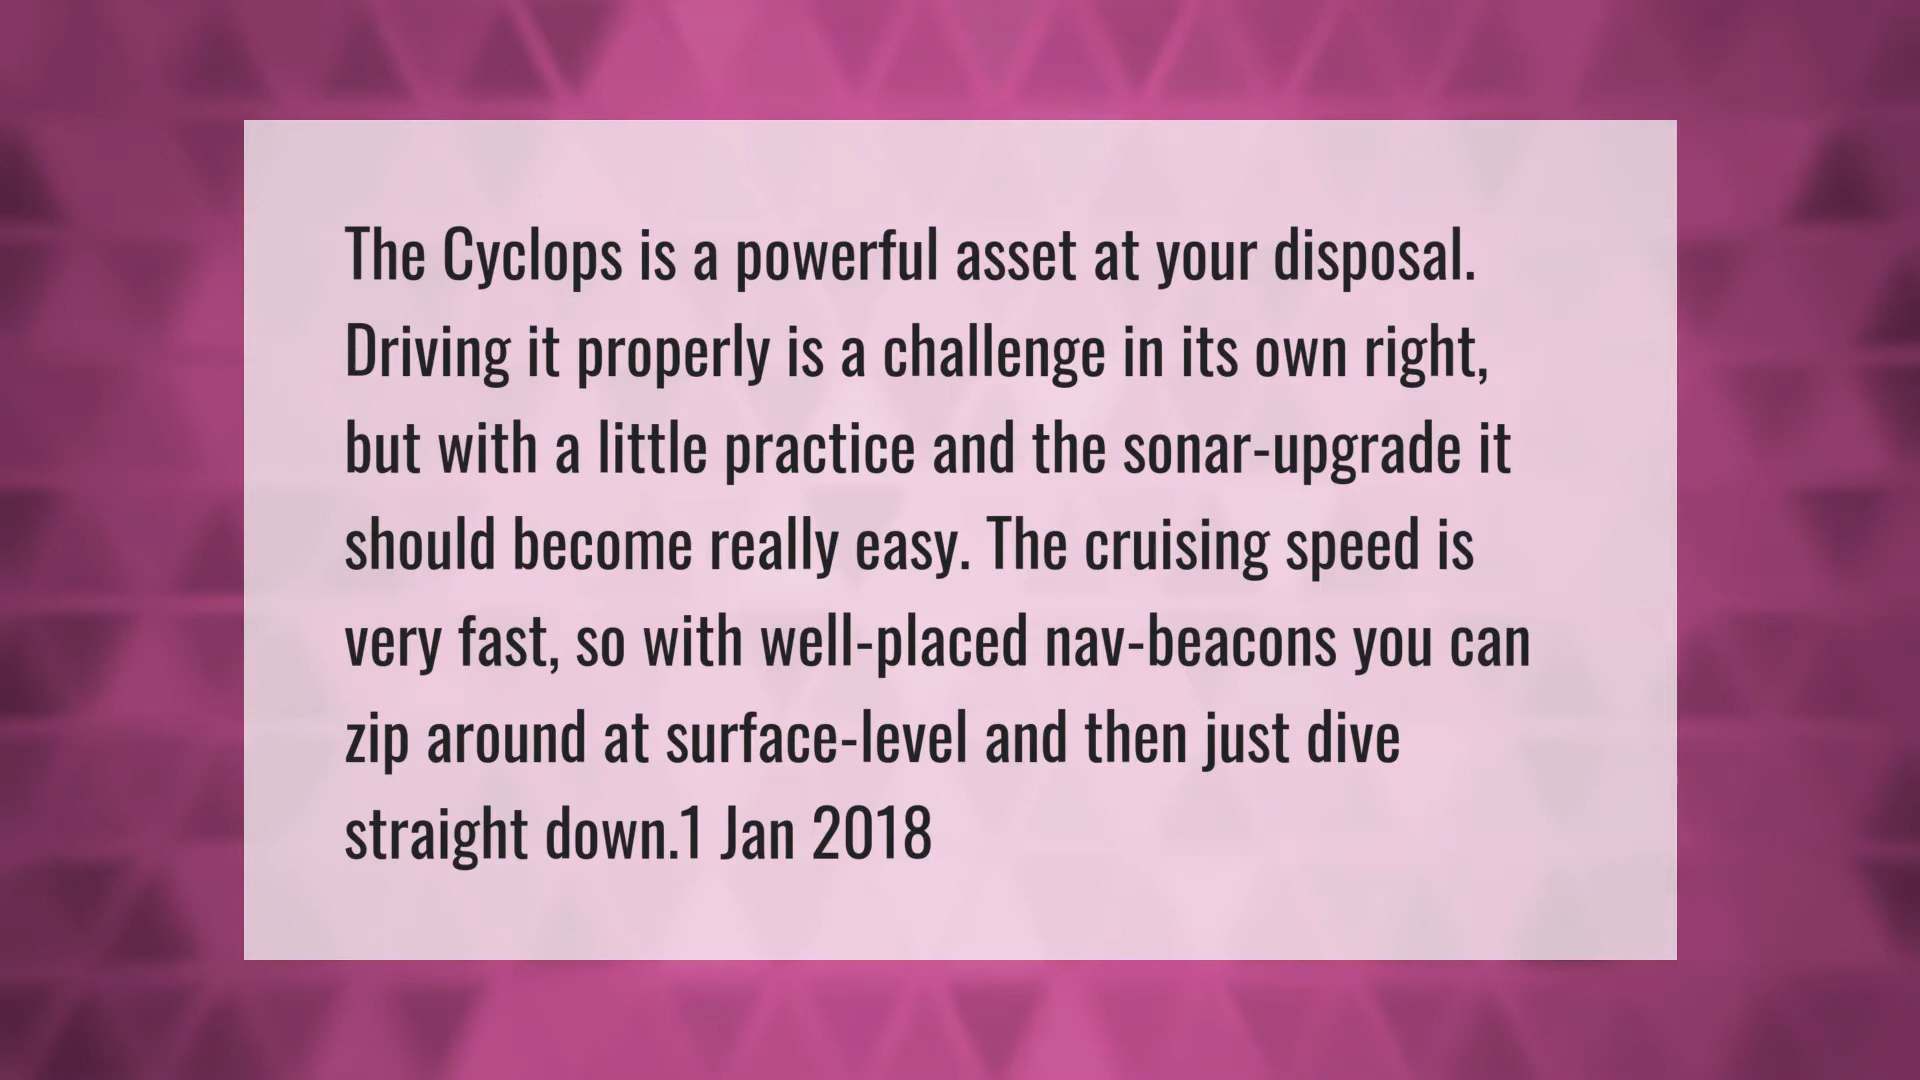 The Cyclops is a powerful asset at your disposal.
Driving it properly is a challenge in its own right,
but with a little practice and the sonar-upgrade it
should become really easy. The cruising speed is
very fast, so with well-placed nav-beacons you can
zip around at surface-level and then just dive
straight down.1 Jan 2018